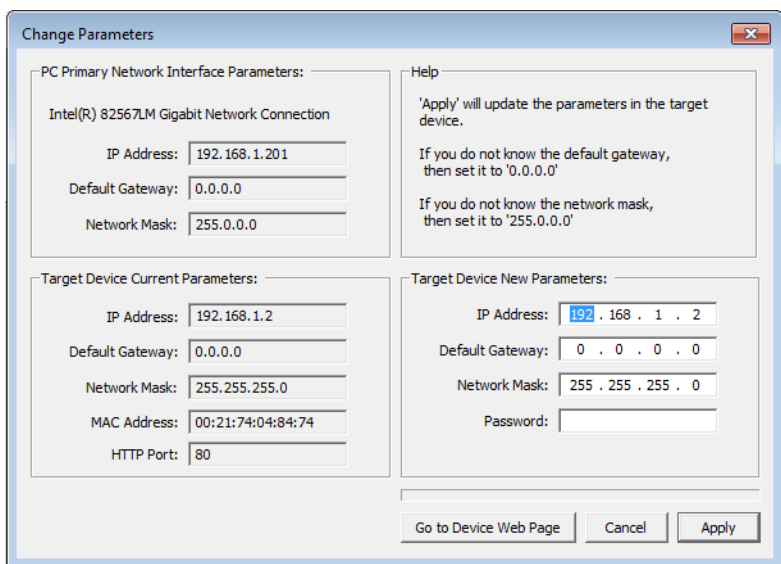 Change Parameters
PC Primary Network Interface Parameters:
Intel(R) 82567LM Gigabit Network Connection
IP Address: 192.168.1.201
Default Gateway: 0.0.0.0
Network Mask: 255.0.0.0
Help
'Apply' will update the parameters in the target
device.
If you do not know the default gateway,
then set it to '0.0.0.0'
If you do not know the network mask,
then set it to '255.0.0.0'
Target Device Current Parameters:
IP Address: 192.168.1.2
Default Gateway: 0.0.0.0
Network Mask: 255.255.255.0
MAC Address: 00:21:74:04:84:74
HTTP Port: 80
Target Device New Parameters:
IP Address: 192 . 168 . 1 . 2
Default Gateway: 0 . 0 . 0 . 0
Network Mask: 255 . 255 . 255 . 0
Password:
Go to Device Web Page Cancel Apply